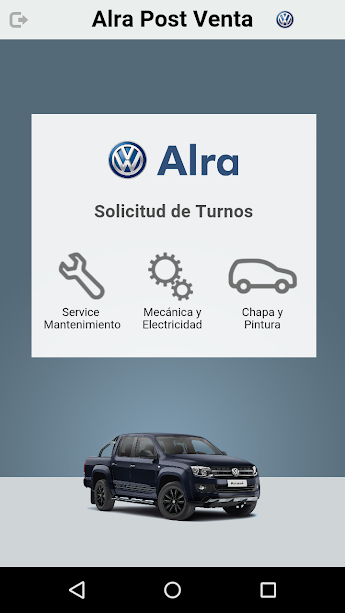 Alra Post Venta
Alra
Solicitud de Turnos
Service
Mantenimiento
Mecánica y
Electricidad
Chapa y
Pintura